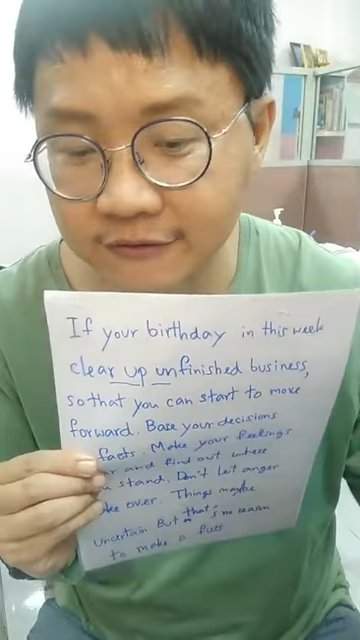 If your birthday in this week
clear up unfinished business,
so that you can start to move
forward. Base your decisions
facts. Make your feelings
and find out where
stand. Don't let anger
over. Things maybe
uncertain But that's no reason
to make a fuss